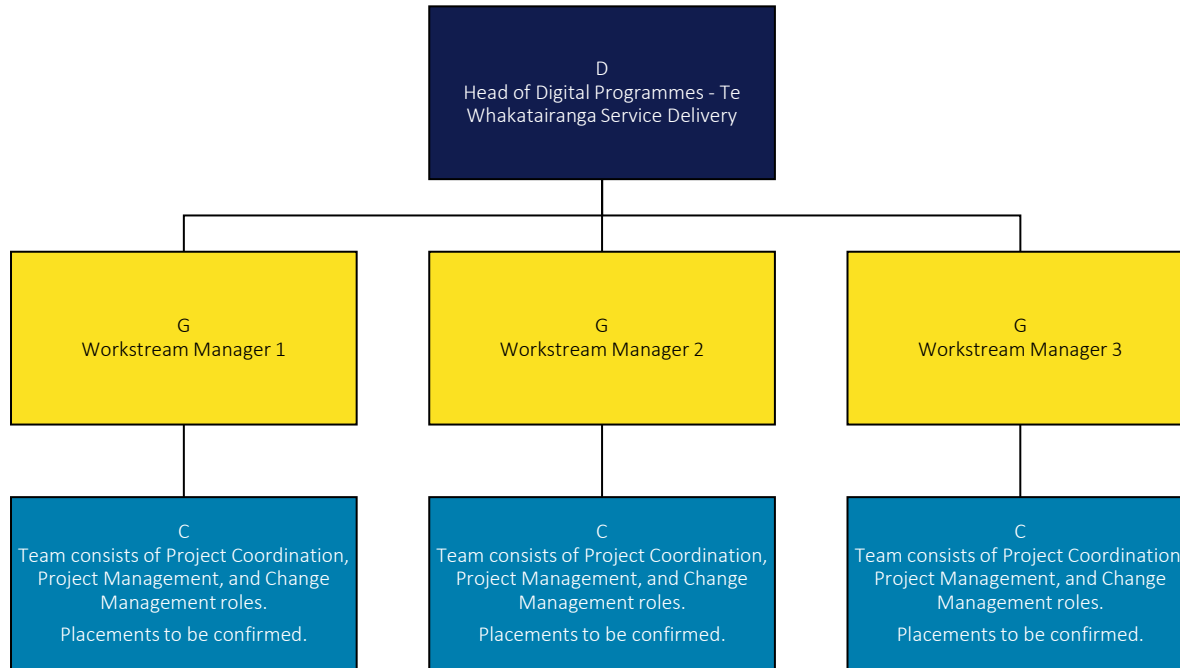 D
Head of Digital Programmes - Te
Whakatairanga Service Delivery
G
Workstream Manager 1
G
Workstream Manager 2
G
Workstream Manager 3
C
Team consists of Project Coordination,
Project Management, and Change
Management roles.
Placements to be confirmed.
C
Team consists of Project Coordination,
Project Management, and Change
Management roles.
Placements to be confirmed.
C
Team consists of Project Coordination,
Project Management, and Change
Management roles.
Placements to be confirmed.